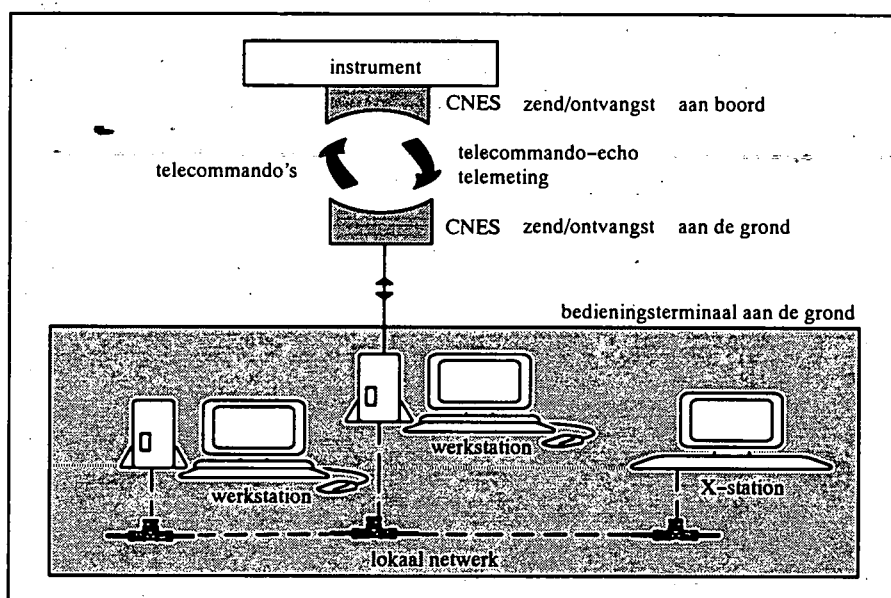 instrument
CNES zend/ontvangst aan boord
telecommando's
telecommando-echo
telemeting
CNES zend/ontvangst aan de grond
bedieningsterminaal aan de grond
werkstation
werkstation
X-station
lokaal netwerk